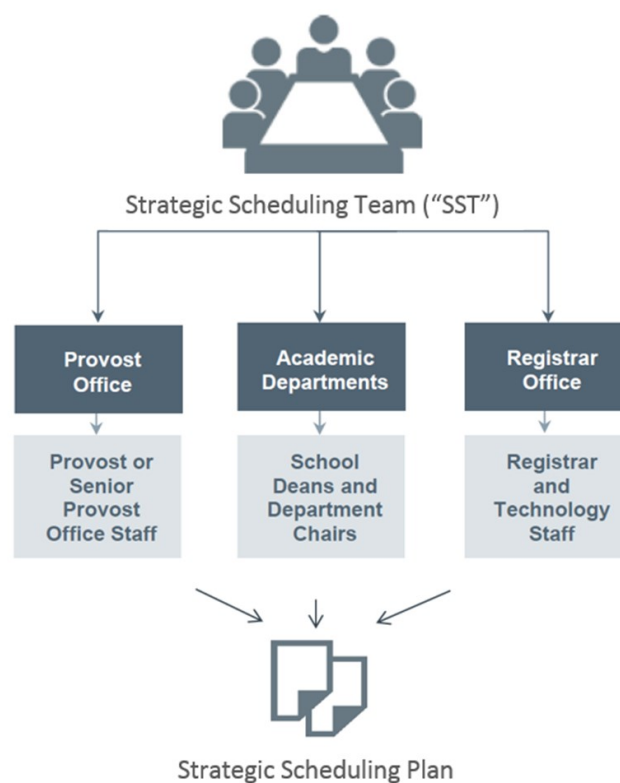 Strategic Scheduling Team (“SST”)
Provost
Office
Academic
Departments
Registrar
Office
Provost or
Senior
Provost
Office Staff
School
Deans and
Department
Chairs
Registrar
and
Technology
Staff
Strategic Scheduling Plan